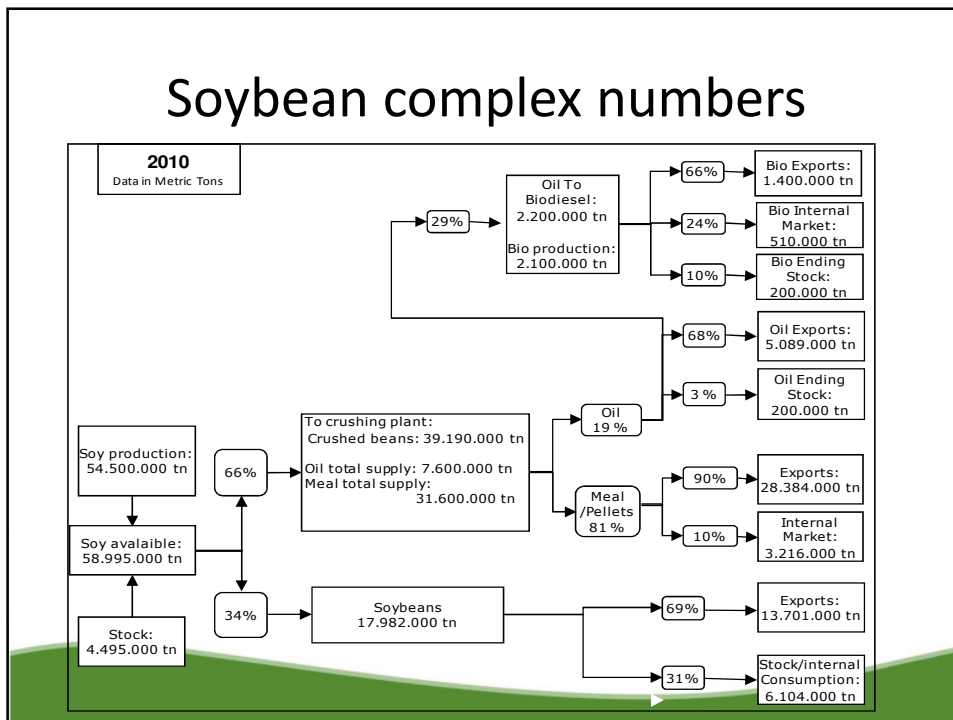 Soybean complex numbers
2010
Data in Metric Tons
66%
Bio Exports:
1.400.000 tn
29%
Oil To
Biodiesel:
2.200.000 tn
Bio production:
2.100.000 tn
24%
Bio Internal
Market:
510.000 tn
10%
Bio Ending
Stock:
200.000 tn
68%
Oil Exports:
5.089.000 tn
3 %
Oil Ending
Stock:
200.000 tn
Soy production:
54.500.000 tn
66%
To crushing plant:
Crushed beans: 39.190.000 tn
Oil total supply: 7.600.000 tn
Meal total supply:
31.600.000 tn
Oil
19 %
Meal
/Pellets
81 %
90%
Exports:
28.384.000 tn
10%
Internal
Market:
3.216.000 tn
Soy avalaible:
58.995.000 tn
34%
Soybeans
17.982.000 tn
69%
Exports:
13.701.000 tn
Stock:
4.495.000 tn
31%
Stock/internal
Consumption:
6.104.000 tn